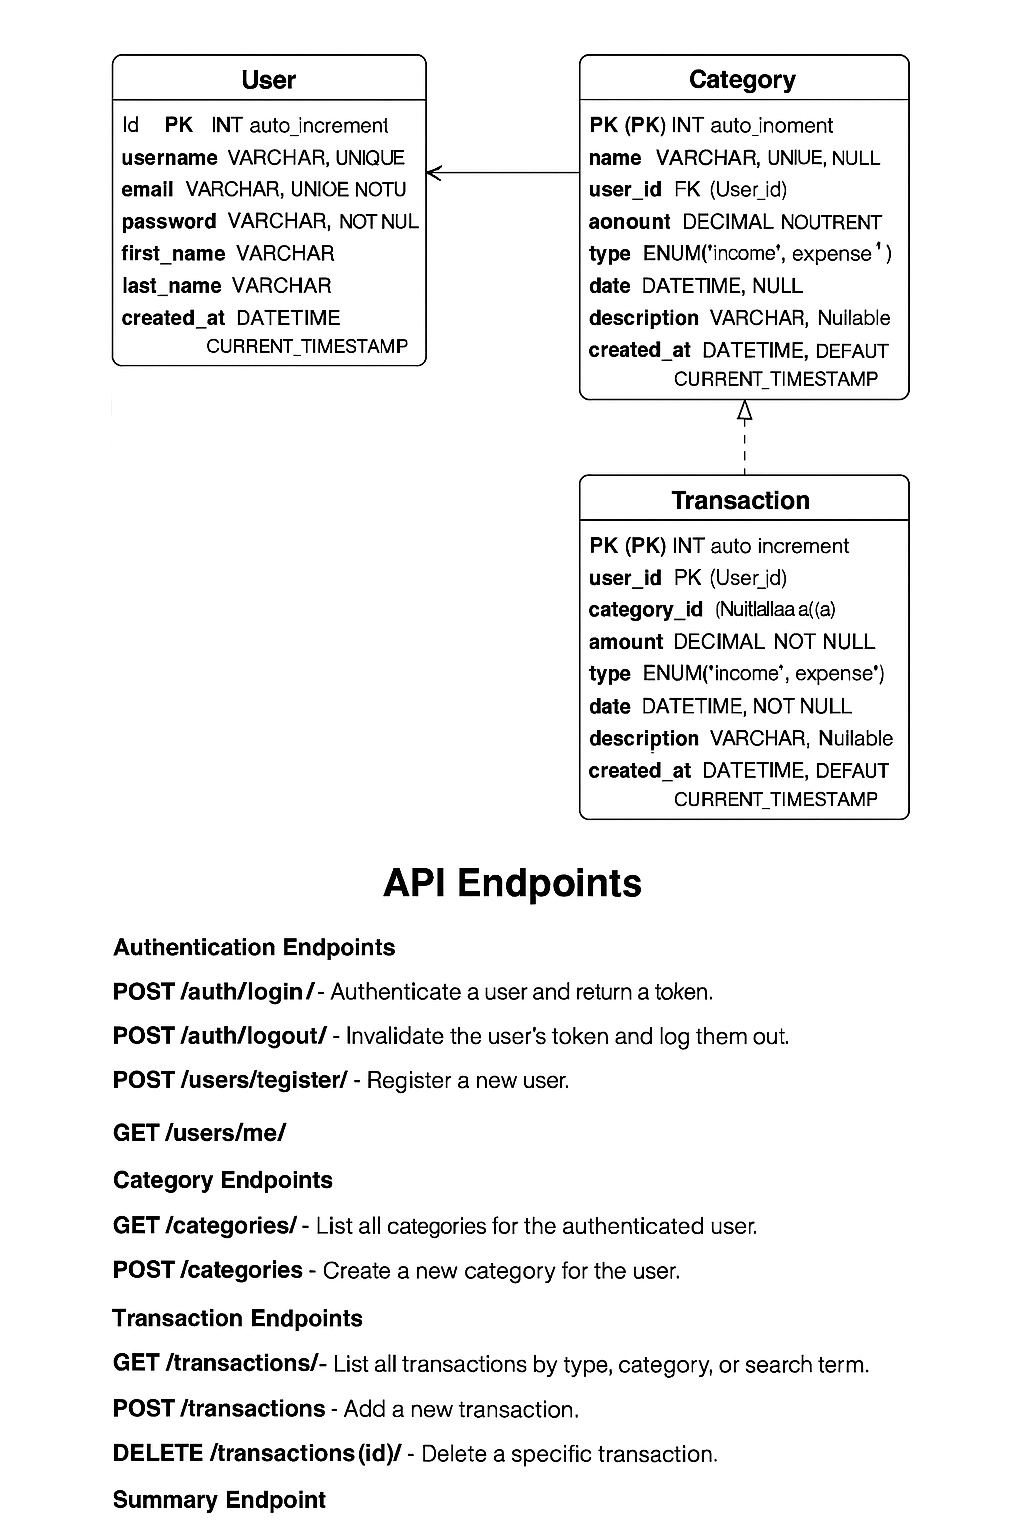 User
Id PK INT auto_increment
username VARCHAR, UNIQUE
email VARCHAR, UNIOE NOTU
password VARCHAR, NOT NUL
first_name VARCHAR
last_name VARCHAR
created_at DATETIME
CURRENT_TIMESTAMP
Category
PK (PK) INT auto_inoment
name VARCHAR, UNIUE, NULL
user_id FK (User_id)
aonount DECIMAL NOUTRENT
type ENUM('income', expense')
date DATETIME, NULL
description VARCHAR, Nullable
created_at DATETIME, DEFAUT
CURRENT_TIMESTAMP
Transaction
PK (PK) INT auto increment
user_id PK (User_id)
category_id
amount DECIMAL NOT NULL
type ENUM('income', expense')
date DATETIME, NOT NULL
description VARCHAR, Nullable
created_at DATETIME, DEFAUT
CURRENT_TIMESTAMP
API Endpoints
Authentication Endpoints
POST /auth/login/ - Authenticate a user and return a token.
POST /auth/logout/ - Invalidate the user's token and log them out.
POST /users/tegister/ - Register a new user.
GET /users/me/
Category Endpoints
GET /categories/ - List all categories for the authenticated user.
POST /categories - Create a new category for the user.
Transaction Endpoints
GET /transactions/- List all transactions by type, category, or search term.
POST /transactions - Add a new transaction.
DELETE /transactions(id)/ - Delete a specific transaction.
Summary Endpoint